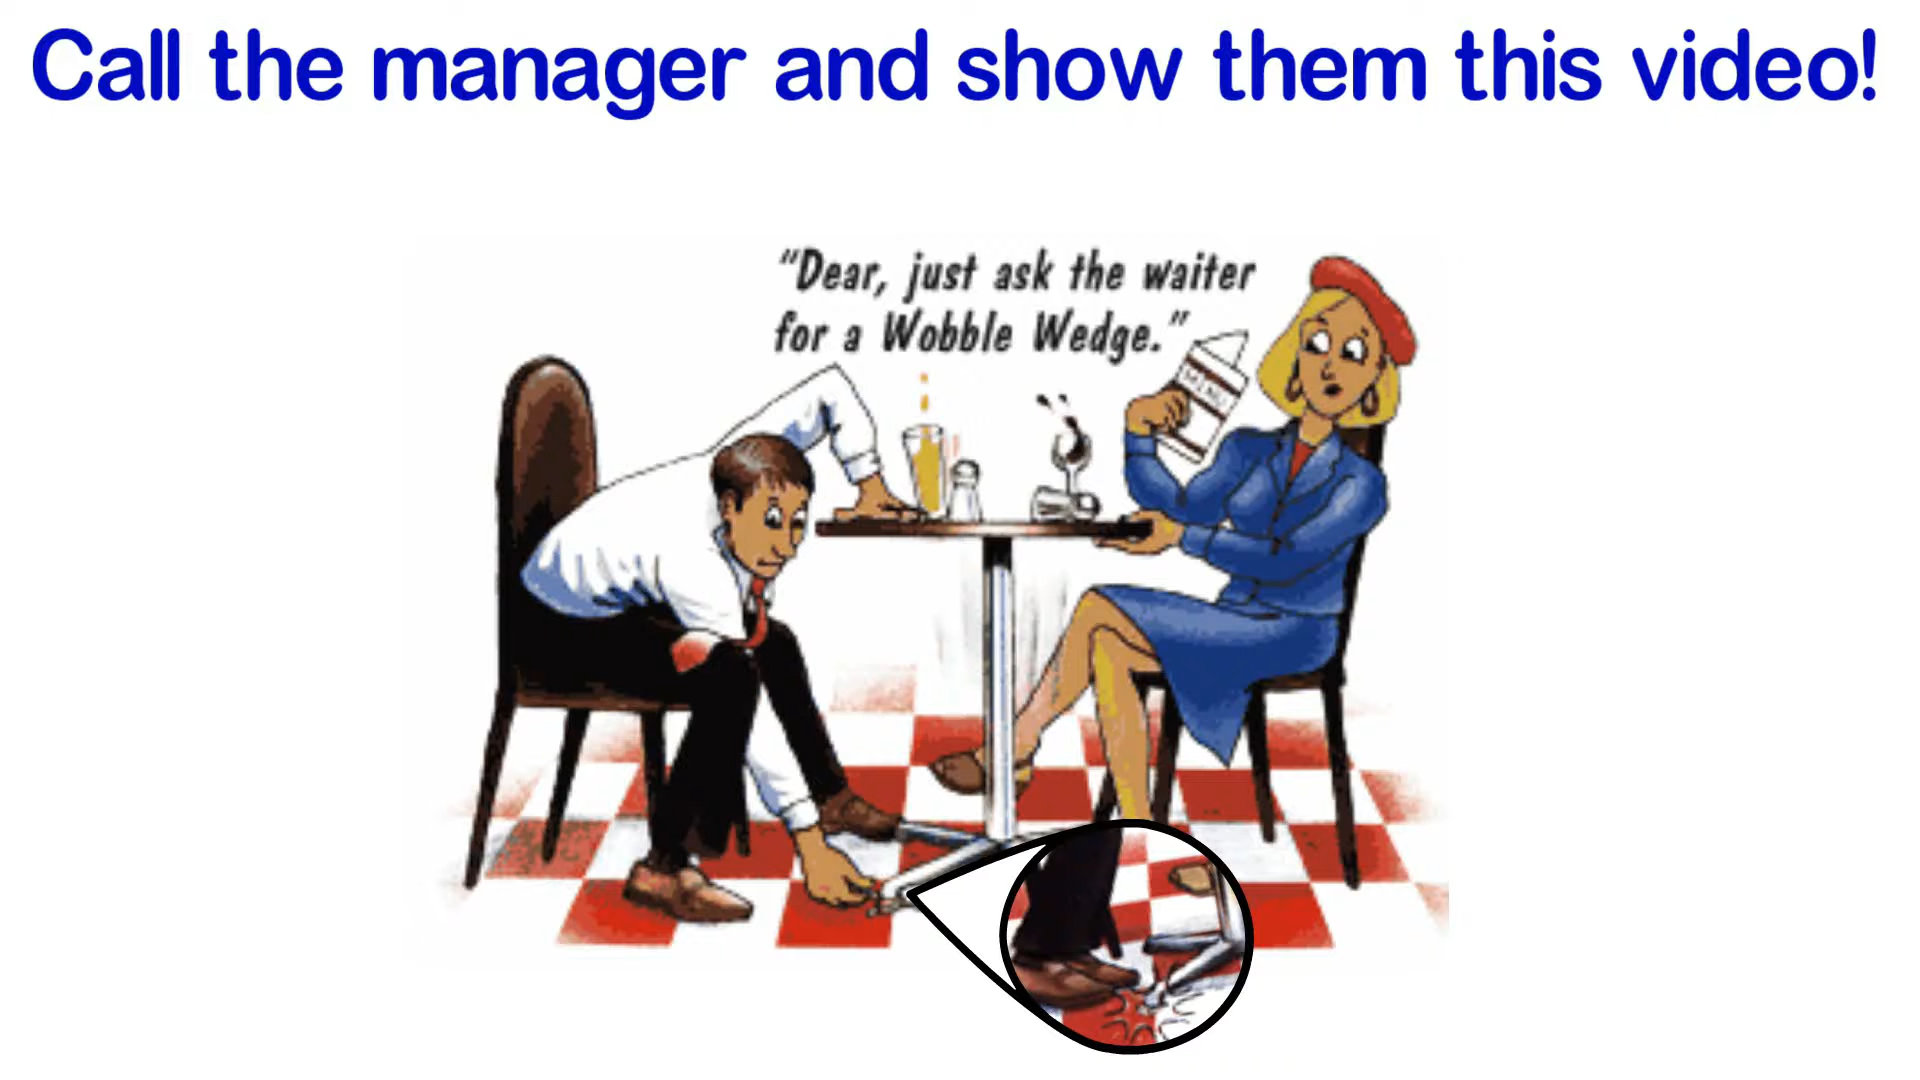 Call the manager and show them this video!
"Dear, just ask the waiter
for a Wobble Wedge."
MENU